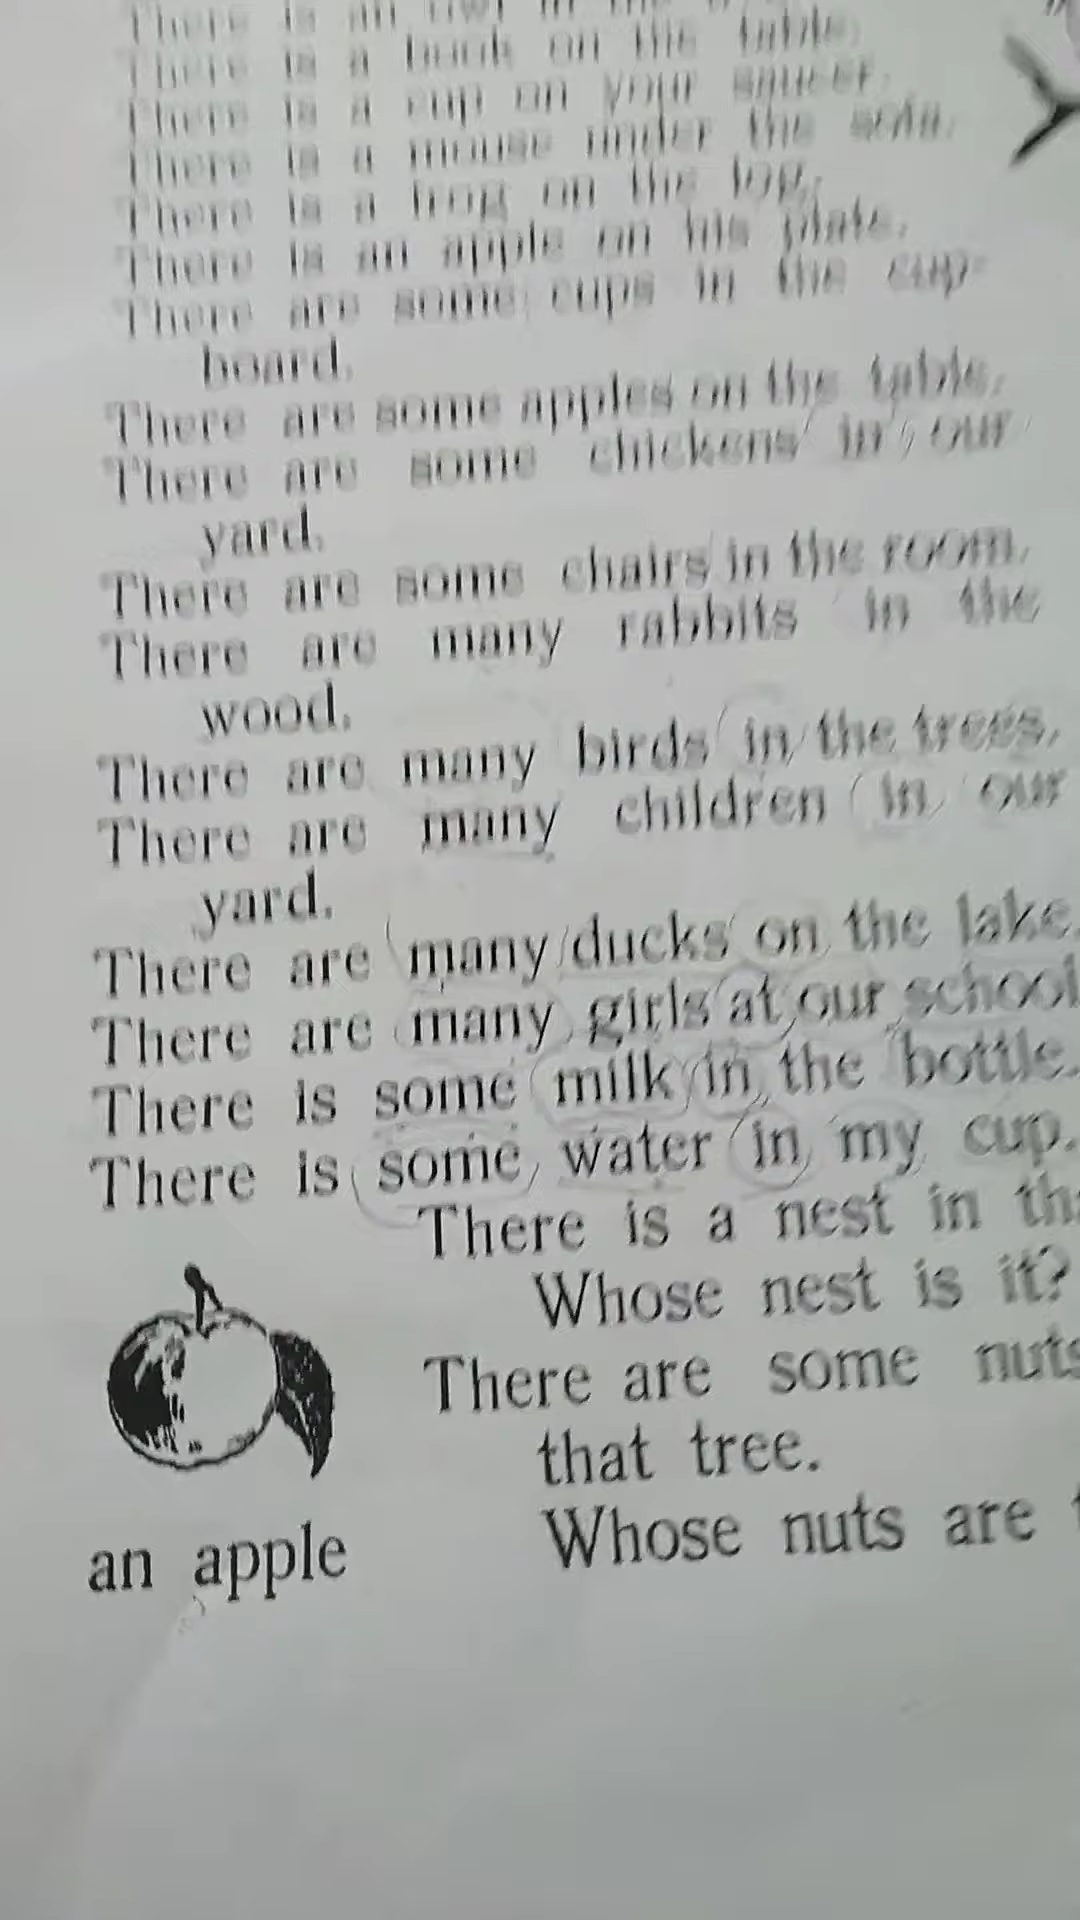 There is an owl in the
There is a book on the table.
There is a cup on your saucer.
There is a mouse under the sofa.
There is a frog on the log.
There is an apple on his plate.
There are some cups in the cup-
board.
There are some apples on the table.
There are some chickens in our
yard.
There are some chairs in the room.
There are many rabbits in the
wood.
There are many birds in the trees.
There are many children in our
yard.
There are many ducks on the lake.
There are many girls at our school
There is some milk in the bottle.
There is some water in my cup.
There is a nest in
Whose nest is it?
There are some nuts
that tree.
Whose nuts are
an apple